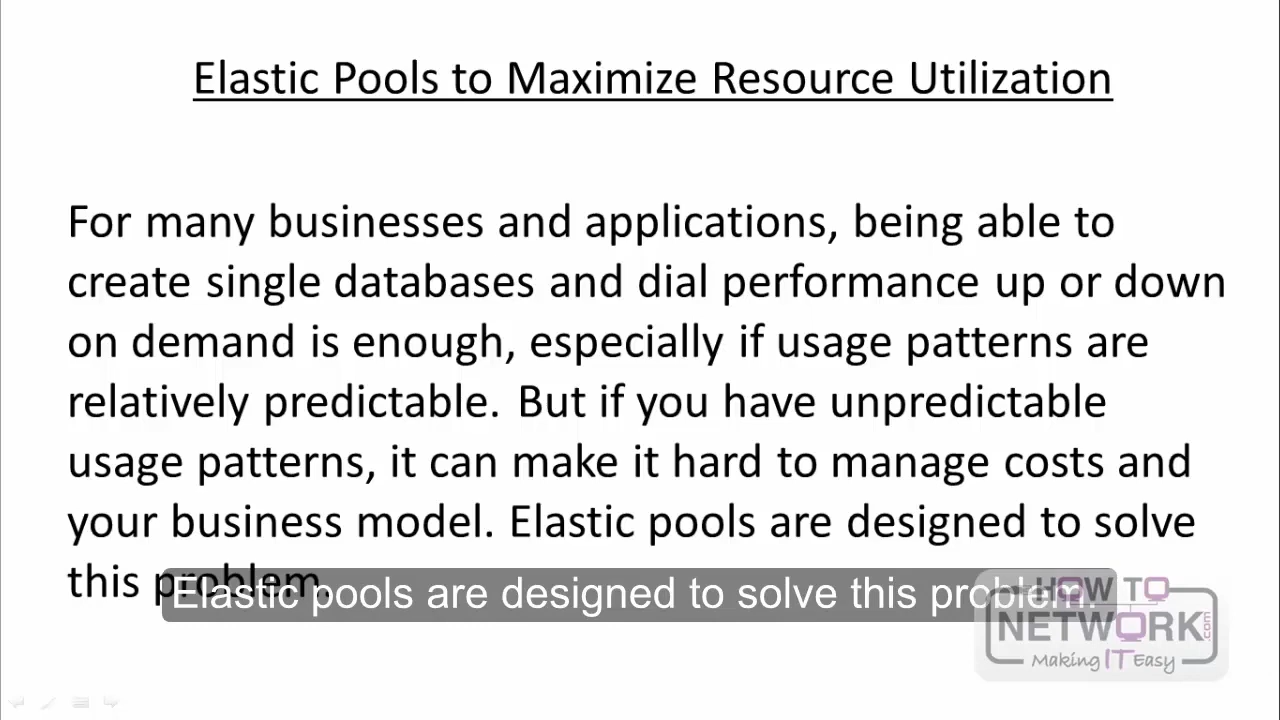 Elastic Pools to Maximize Resource Utilization
For many businesses and applications, being able to
create single databases and dial performance up or down
on demand is enough, especially if usage patterns are
relatively predictable. But if you have unpredictable
usage patterns, it can make it hard to manage costs and
your business model. Elastic pools are designed to solve
this problem.
Elastic pools are designed to solve this problem.
HOW TO
NETWORK.com
Making IT Easy